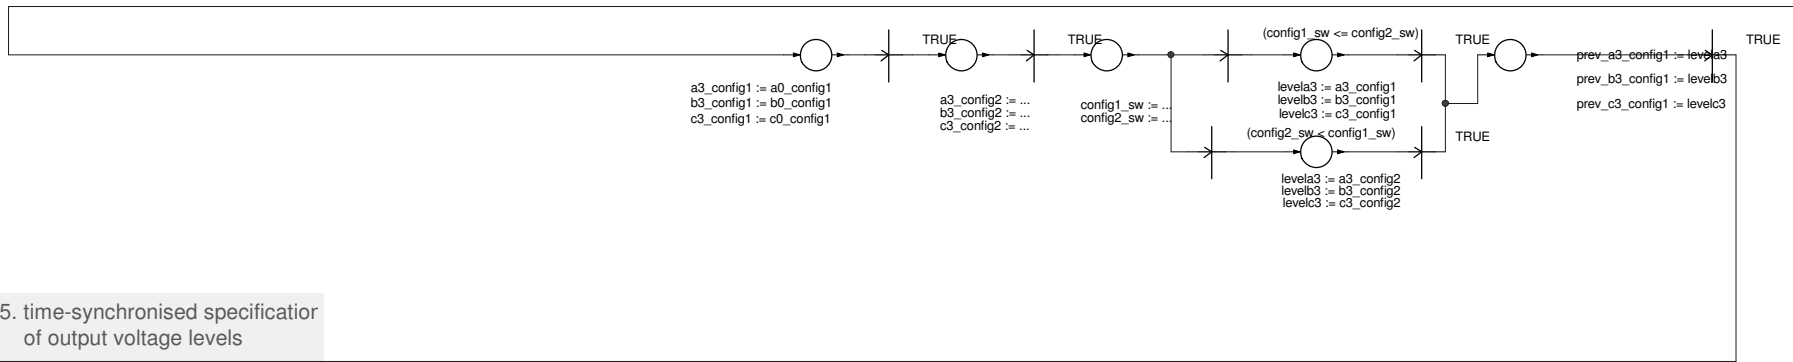 TRUE
a3_config1 := a0_config1
b3_config1 := b0_config1
c3_config1 := c0_config1
TRUE
a3_config2 := ...
b3_config2 := ...
c3_config2 := ...
config1_sw := ...
config2_sw := ...
(config1_sw <= config2_sw)
levela3 := a3_config1
levelb3 := b3_config1
levelc3 := c3_config1
(config2_sw < config1_sw)
levela3 := a3_config2
levelb3 := b3_config2
levelc3 := c3_config2
TRUE
TRUE
prev_a3_config1 := levela3
prev_b3_config1 := levelb3
prev_c3_config1 := levelc3
TRUE
5. time-synchronised specification
of output voltage levels